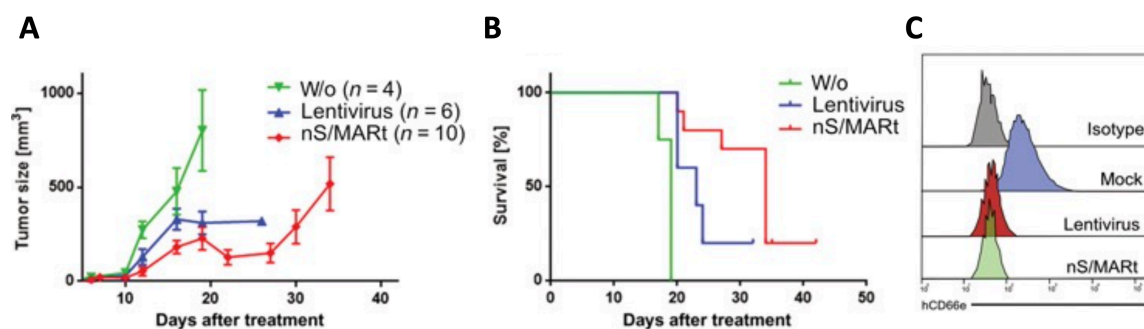 A
Tumor size [mm³]
1000
500
0
10
20
30
40
Days after treatment
W/o (n = 4)
Lentivirus (n = 6)
nS/MARt (n = 10)
B
Survival [%]
100
50
0
0
10
20
30
40
50
Days after treatment
W/o
Lentivirus
nS/MARt
C
Isotype
Mock
Lentivirus
nS/MARt
hCD66e